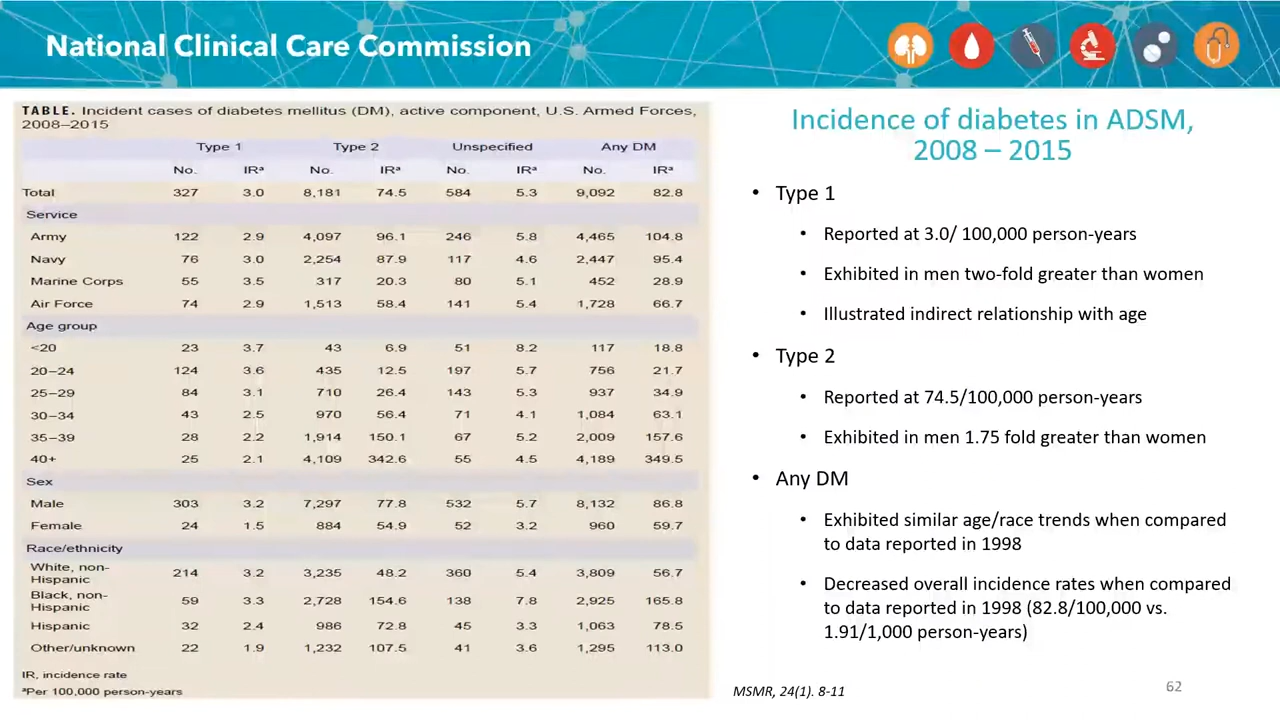 National Clinical Care Commission
TABLE. Incident cases of diabetes mellitus (DM), active component, U.S. Armed Forces,
2008–2015
Type 1 Type 2 Unspecified Any DM
No. IRᵃ No. IRᵃ No. IRᵃ No. IRᵃ
Total 327 3.0 8,181 74.5 584 5.3 9,092 82.8
Service
Army 122 2.9 4,097 96.1 246 5.8 4,465 104.8
Navy 76 3.0 2,254 87.9 117 4.6 2,447 95.4
Marine Corps 55 3.5 317 20.3 80 5.1 452 28.9
Air Force 74 2.9 1,513 58.4 141 5.4 1,728 66.7
Age group
<20 23 3.7 43 6.9 51 8.2 117 18.8
20–24 124 3.6 435 12.5 197 5.7 756 21.7
25–29 84 3.1 710 26.4 143 5.3 937 34.9
30–34 43 2.5 970 56.4 71 4.1 1,084 63.1
35–39 28 2.2 1,914 150.1 67 5.2 2,009 157.6
40+ 25 2.1 4,109 342.6 55 4.5 4,189 349.5
Sex
Male 303 3.2 7,297 77.8 532 5.7 8,132 86.8
Female 24 1.5 884 54.9 52 3.2 960 59.7
Race/ethnicity
White, non-
Hispanic 214 3.2 3,235 48.2 360 5.4 3,809 56.7
Black, non-
Hispanic 59 3.3 2,728 154.6 138 7.8 2,925 165.8
Hispanic 32 2.4 986 72.8 45 3.3 1,063 78.5
Other/unknown 22 1.9 1,232 107.5 41 3.6 1,295 113.0
IR, incidence rate
ᵃPer 100,000 person-years
Incidence of diabetes in ADSM,
2008 – 2015
• Type 1
• Reported at 3.0/ 100,000 person-years
• Exhibited in men two-fold greater than women
• Illustrated indirect relationship with age
• Type 2
• Reported at 74.5/100,000 person-years
• Exhibited in men 1.75 fold greater than women
• Any DM
• Exhibited similar age/race trends when compared
to data reported in 1998
• Decreased overall incidence rates when compared
to data reported in 1998 (82.8/100,000 vs.
1.91/1,000 person-years)
MSMR, 24(1). 8-11
62